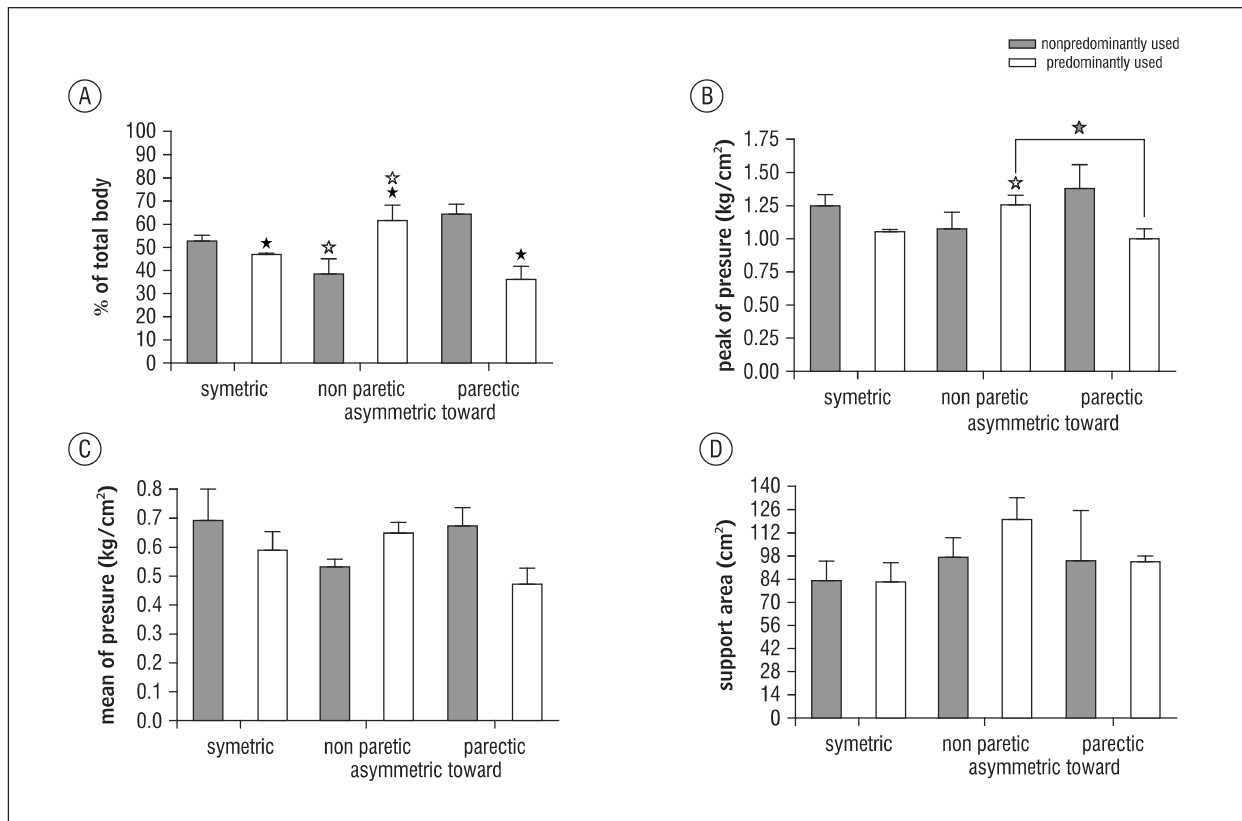 nonpredominantly used
predominantly used
A
% of total body
100
90
80
70
60
50
40
30
20
10
0
symetric non paretic parectic
asymmetric toward
B
peak of presure (kg/cm²)
1.75
1.50
1.25
1.00
0.75
0.50
0.25
0.00
symetric non paretic parectic
asymmetric toward
C
mean of presure (kg/cm²)
0.8
0.7
0.6
0.5
0.4
0.3
0.2
0.1
0.0
symetric non paretic parectic
asymmetric toward
D
support area (cm²)
140
126
112
98
84
70
56
42
28
14
0
symetric non paretic parectic
asymmetric toward